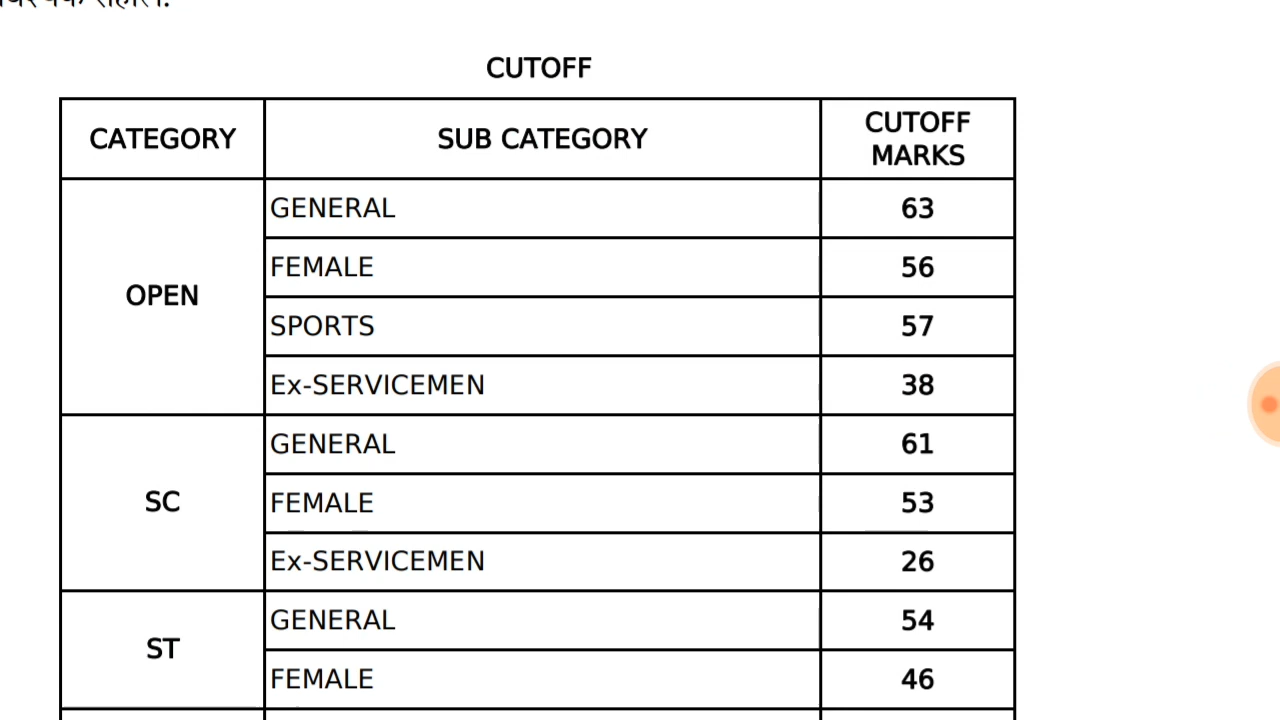 CUTOFF
CATEGORY SUB CATEGORY CUTOFF MARKS
OPEN GENERAL 63
FEMALE 56
SPORTS 57
Ex-SERVICEMEN 38
SC GENERAL 61
FEMALE 53
Ex-SERVICEMEN 26
ST GENERAL 54
FEMALE 46